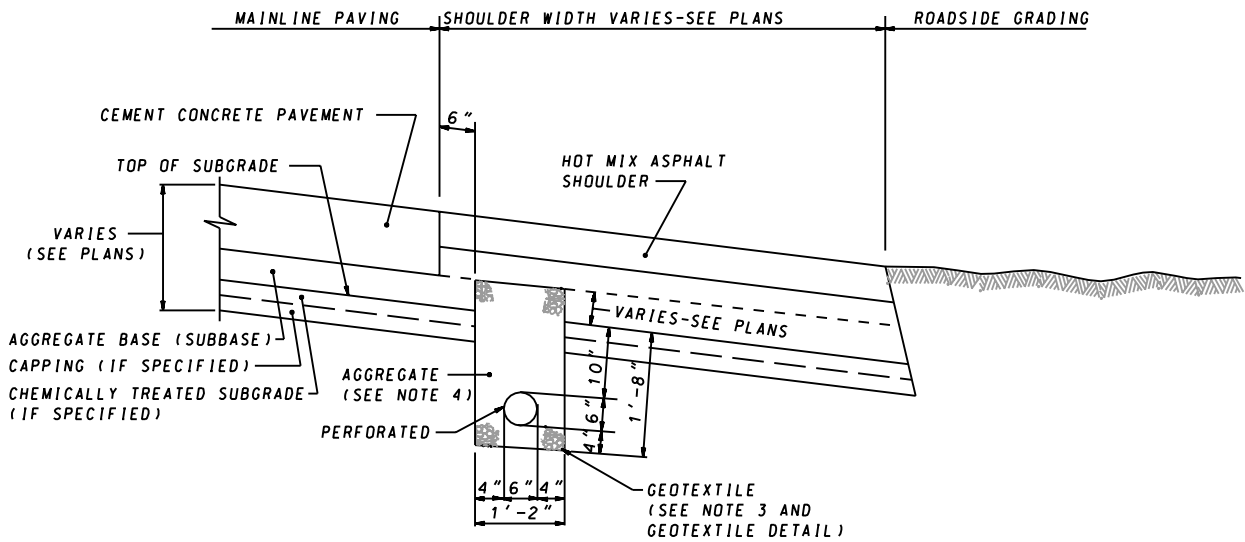 MAINLINE PAVING
SHOULDER WIDTH VARIES-SEE PLANS
ROADSIDE GRADING
CEMENT CONCRETE PAVEMENT
6"
TOP OF SUBGRADE
HOT MIX ASPHALT
SHOULDER
VARIES
(SEE PLANS)
VARIES-SEE PLANS
AGGREGATE BASE (SUBBASE)
CAPPING (IF SPECIFIED)
CHEMICALLY TREATED SUBGRADE
(IF SPECIFIED)
AGGREGATE
(SEE NOTE 4)
PERFORATED
10"
6"
4"
1'-8"
4"
6"
4"
1'-2"
GEOTEXTILE
(SEE NOTE 3 AND
GEOTEXTILE DETAIL)